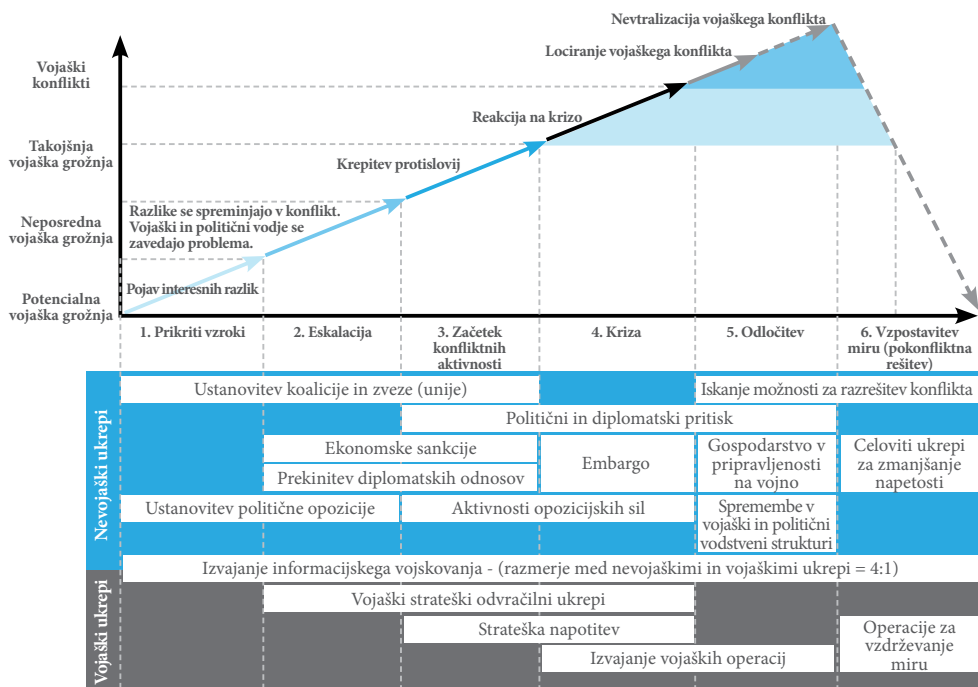 Nevtralizacija vojaškega konflikta
Lociranje vojaškega konflikta
Vojaški
konflikti
Reakcija na krizo
Takojšnja
vojaška
grožnja
Krepitev protislovij
Neposredna
vojaška grožnja
Razlike se spreminjajo v konflikt.
Vojaški in politični vodje se
zavedajo problema.
Potencialna
vojaška grožnja
Pojav interesnih razlik
1. Prikriti vzroki
2. Eskalacija
3. Začetek
konfliktnih
aktivnosti
4. Kriza
5. Odločitev
6. Vzpostavitev
miru (pokonfliktna
rešitev)
Nevojaški ukrepi
Ustanovitev koalicije in zveze (unije)
Iskanje možnosti za razrešitev konflikta
Politični in diplomatski pritisk
Ekonomske sankcije
Prekinitev diplomatskih odnosov
Embargo
Gospodarstvo v
pripravljenosti
na vojno
Celoviti ukrepi
za zmanjšanje
napetosti
Ustanovitev politične opozicije
Aktivnosti opozicijskih sil
Spremembe v
vojaški in politični
vodstveni strukturi
Izvajanje informacijskega vojskovanja - (razmerje med nevojaškimi in vojaškimi ukrepi = 4:1)
Vojaški ukrepi
Vojaški strateški odvračilni ukrepi
Strateška napotitev
Izvajanje vojaških operacij
Operacije za
vzdrževanje
miru